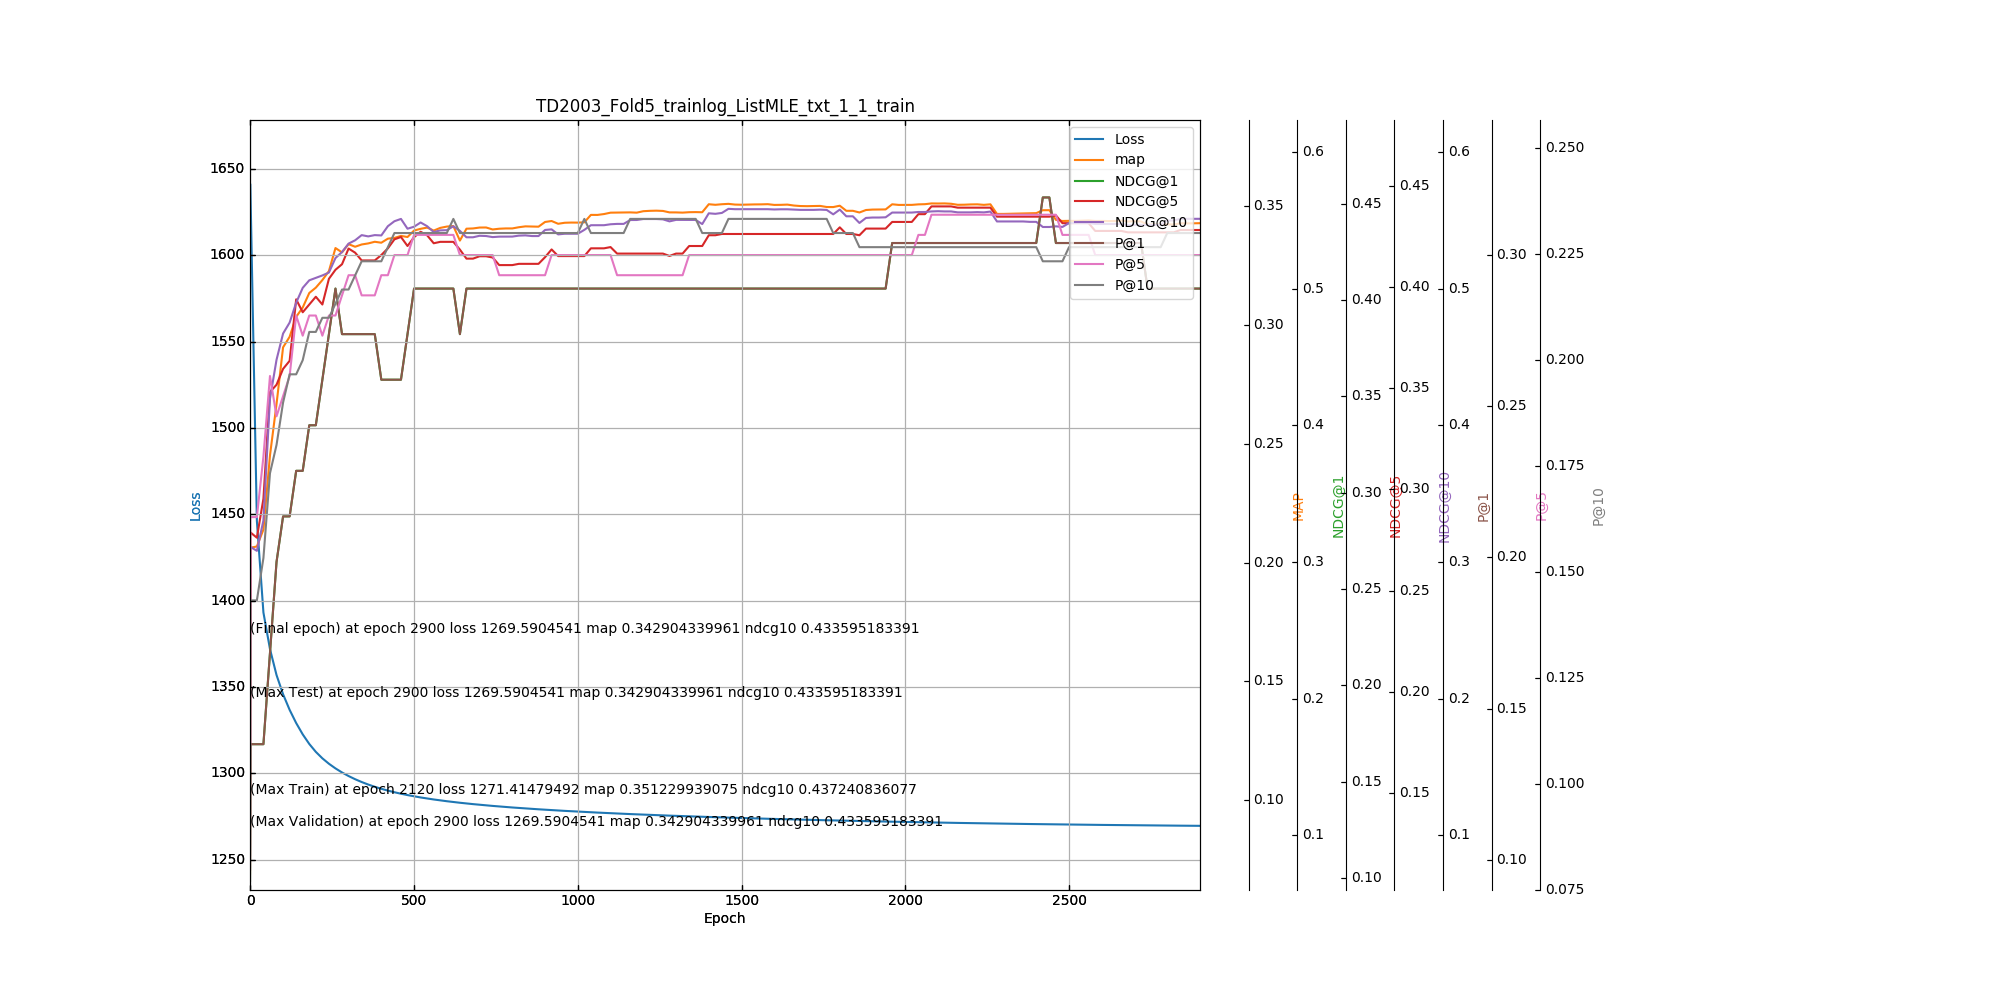 TD2003_Fold5_trainlog_ListMLE_txt_1_1_train
Loss
map
NDCG@1
NDCG@5
NDCG@10
P@1
P@5
P@10
1650
1600
1550
1500
1450
1400
1350
1300
1250
Loss
(Final epoch) at epoch 2900 loss 1269.5904541 map 0.342904339961 ndcg10 0.433595183391
(Max Test) at epoch 2900 loss 1269.5904541 map 0.342904339961 ndcg10 0.433595183391
(Max Train) at epoch 2120 loss 1271.41479492 map 0.351229939075 ndcg10 0.437240836077
(Max Validation) at epoch 2900 loss 1269.5904541 map 0.342904339961 ndcg10 0.433595183391
0 500 1000 1500 2000 2500
Epoch
0.35
0.30
0.25
0.20
0.15
0.10
MAP
0.6
0.5
0.4
0.3
0.2
0.1
NDCG@1
0.45
0.40
0.35
0.30
0.25
0.20
0.15
0.10
NDCG@5
0.45
0.40
0.35
0.30
0.25
0.20
0.15
NDCG@10
0.6
0.5
0.4
0.3
0.2
0.1
P@1
0.30
0.25
0.20
0.15
0.10
P@5
0.250
0.225
0.200
0.175
0.150
0.125
0.100
0.075
P@10